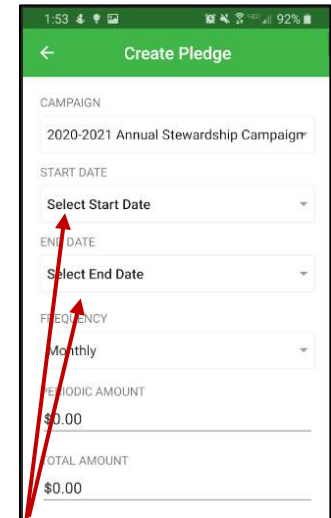 1:53 92%
Create Pledge
CAMPAIGN
2020-2021 Annual Stewardship Campaign
START DATE
Select Start Date
END DATE
Select End Date
FREQUENCY
Monthly
PERIODIC AMOUNT
$0.00
TOTAL AMOUNT
$0.00